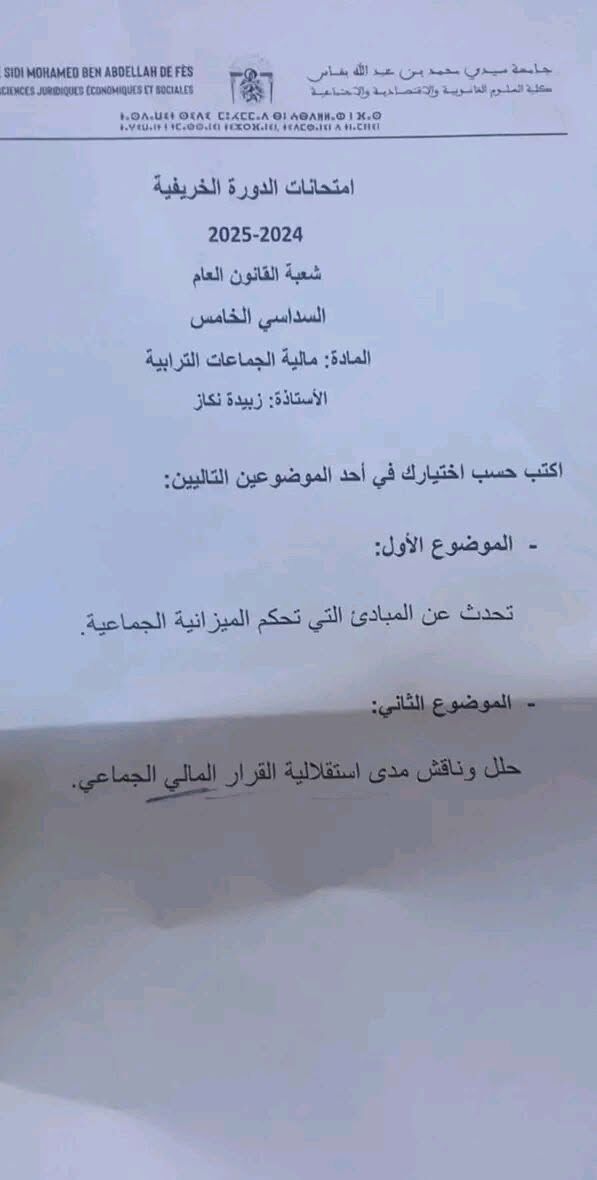 SIDI MOHAMED BEN ABDELLAH DE FÈS
SCIENCES JURIDIQUES ÉCONOMIQUES ET SOCIALES
جامعة سيدي محمد بن عبد الله بفاس
كلية العلوم القانونية والاقتصادية والاجتماعية
امتحانات الدورة الخريفية
2025-2024
شعبة القانون العام
السداسي الخامس
المادة: مالية الجماعات الترابية
الأستاذة: زبيدة نكاز
اكتب حسب اختيارك في أحد الموضوعين التاليين:
- الموضوع الأول:
تحدث عن المبادئ التي تحكم الميزانية الجماعية.
- الموضوع الثاني:
حلل وناقش مدى استقلالية القرار المالي الجماعي.